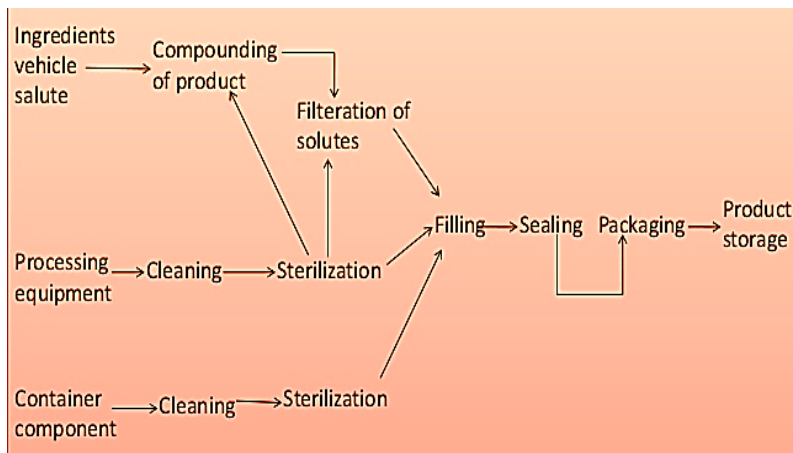 Ingredients
vehicle
salute
Compounding
of product
Filteration of
solutes
Processing
equipment
Cleaning
Sterilization
Filling
Sealing
Packaging
Product
storage
Container
component
Cleaning
Sterilization